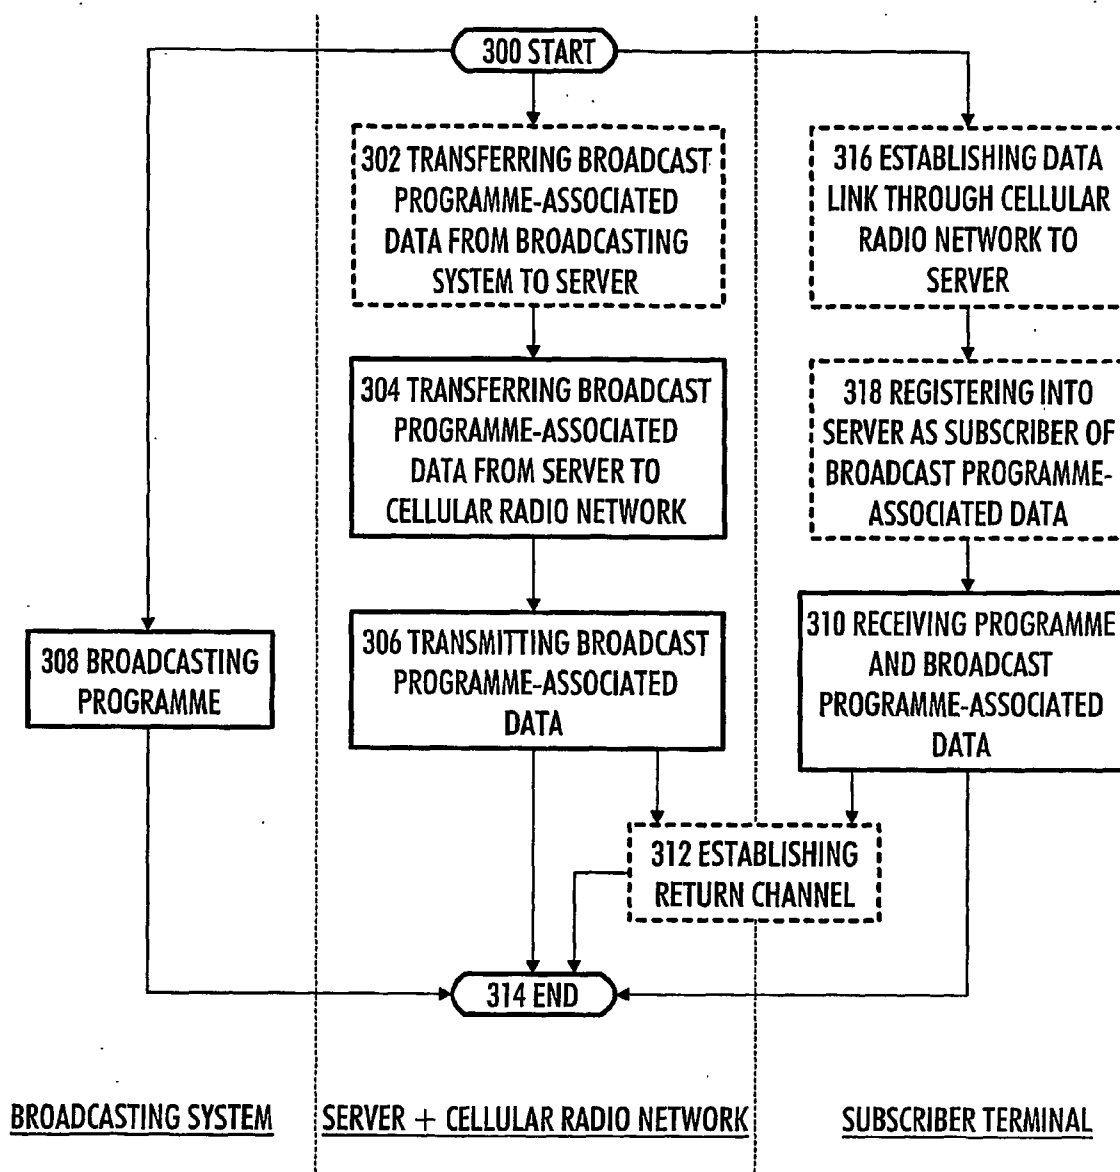 300 START
302 TRANSFERRING BROADCAST
PROGRAMME-ASSOCIATED
DATA FROM BROADCASTING
SYSTEM TO SERVER
316 ESTABLISHING DATA
LINK THROUGH CELLULAR
RADIO NETWORK TO
SERVER
304 TRANSFERRING BROADCAST
PROGRAMME-ASSOCIATED
DATA FROM SERVER TO
CELLULAR RADIO NETWORK
318 REGISTERING INTO
SERVER AS SUBSCRIBER OF
BROADCAST PROGRAMME-
ASSOCIATED DATA
308 BROADCASTING
PROGRAMME
306 TRANSMITTING BROADCAST
PROGRAMME-ASSOCIATED
DATA
310 RECEIVING PROGRAMME
AND BROADCAST
PROGRAMME-ASSOCIATED
DATA
312 ESTABLISHING
RETURN CHANNEL
314 END
BROADCASTING SYSTEM
SERVER + CELLULAR RADIO NETWORK
SUBSCRIBER TERMINAL